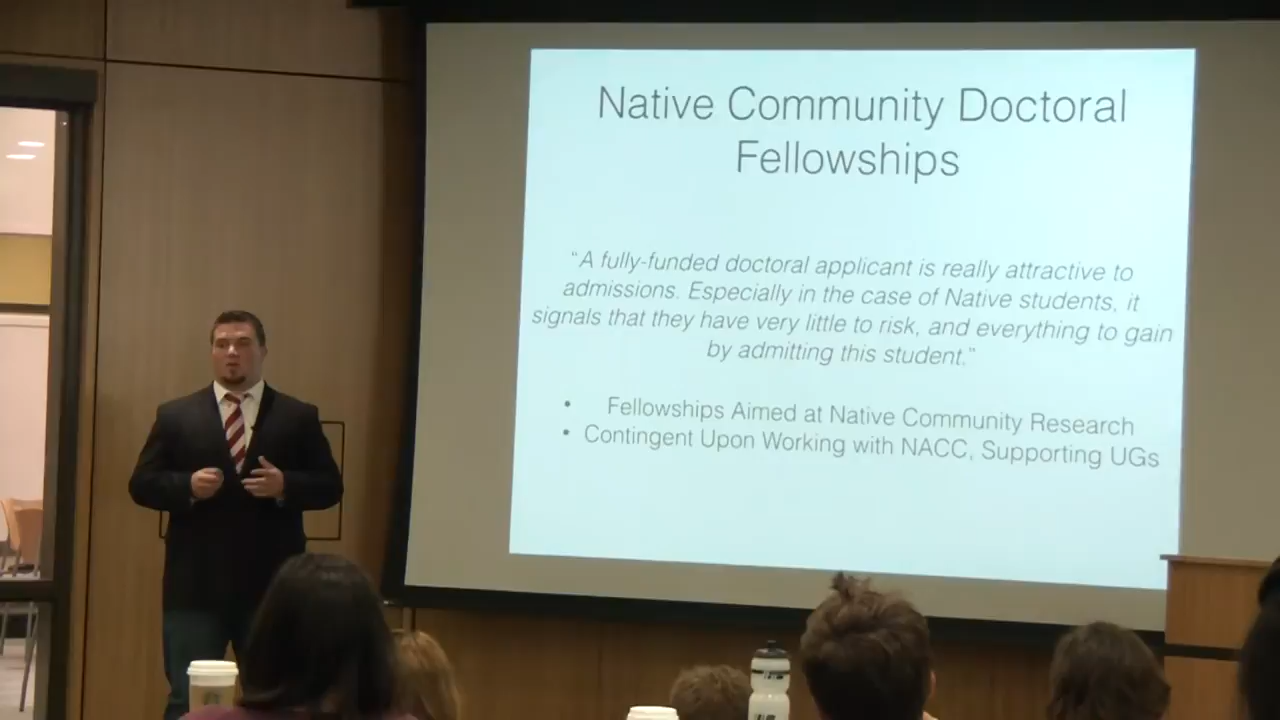 Native Community Doctoral
Fellowships
"A fully-funded doctoral applicant is really attractive to
admissions. Especially in the case of Native students, it
signals that they have very little to risk, and everything to gain
by admitting this student."
• Fellowships Aimed at Native Community Research
• Contingent Upon Working with NACC, Supporting UGs